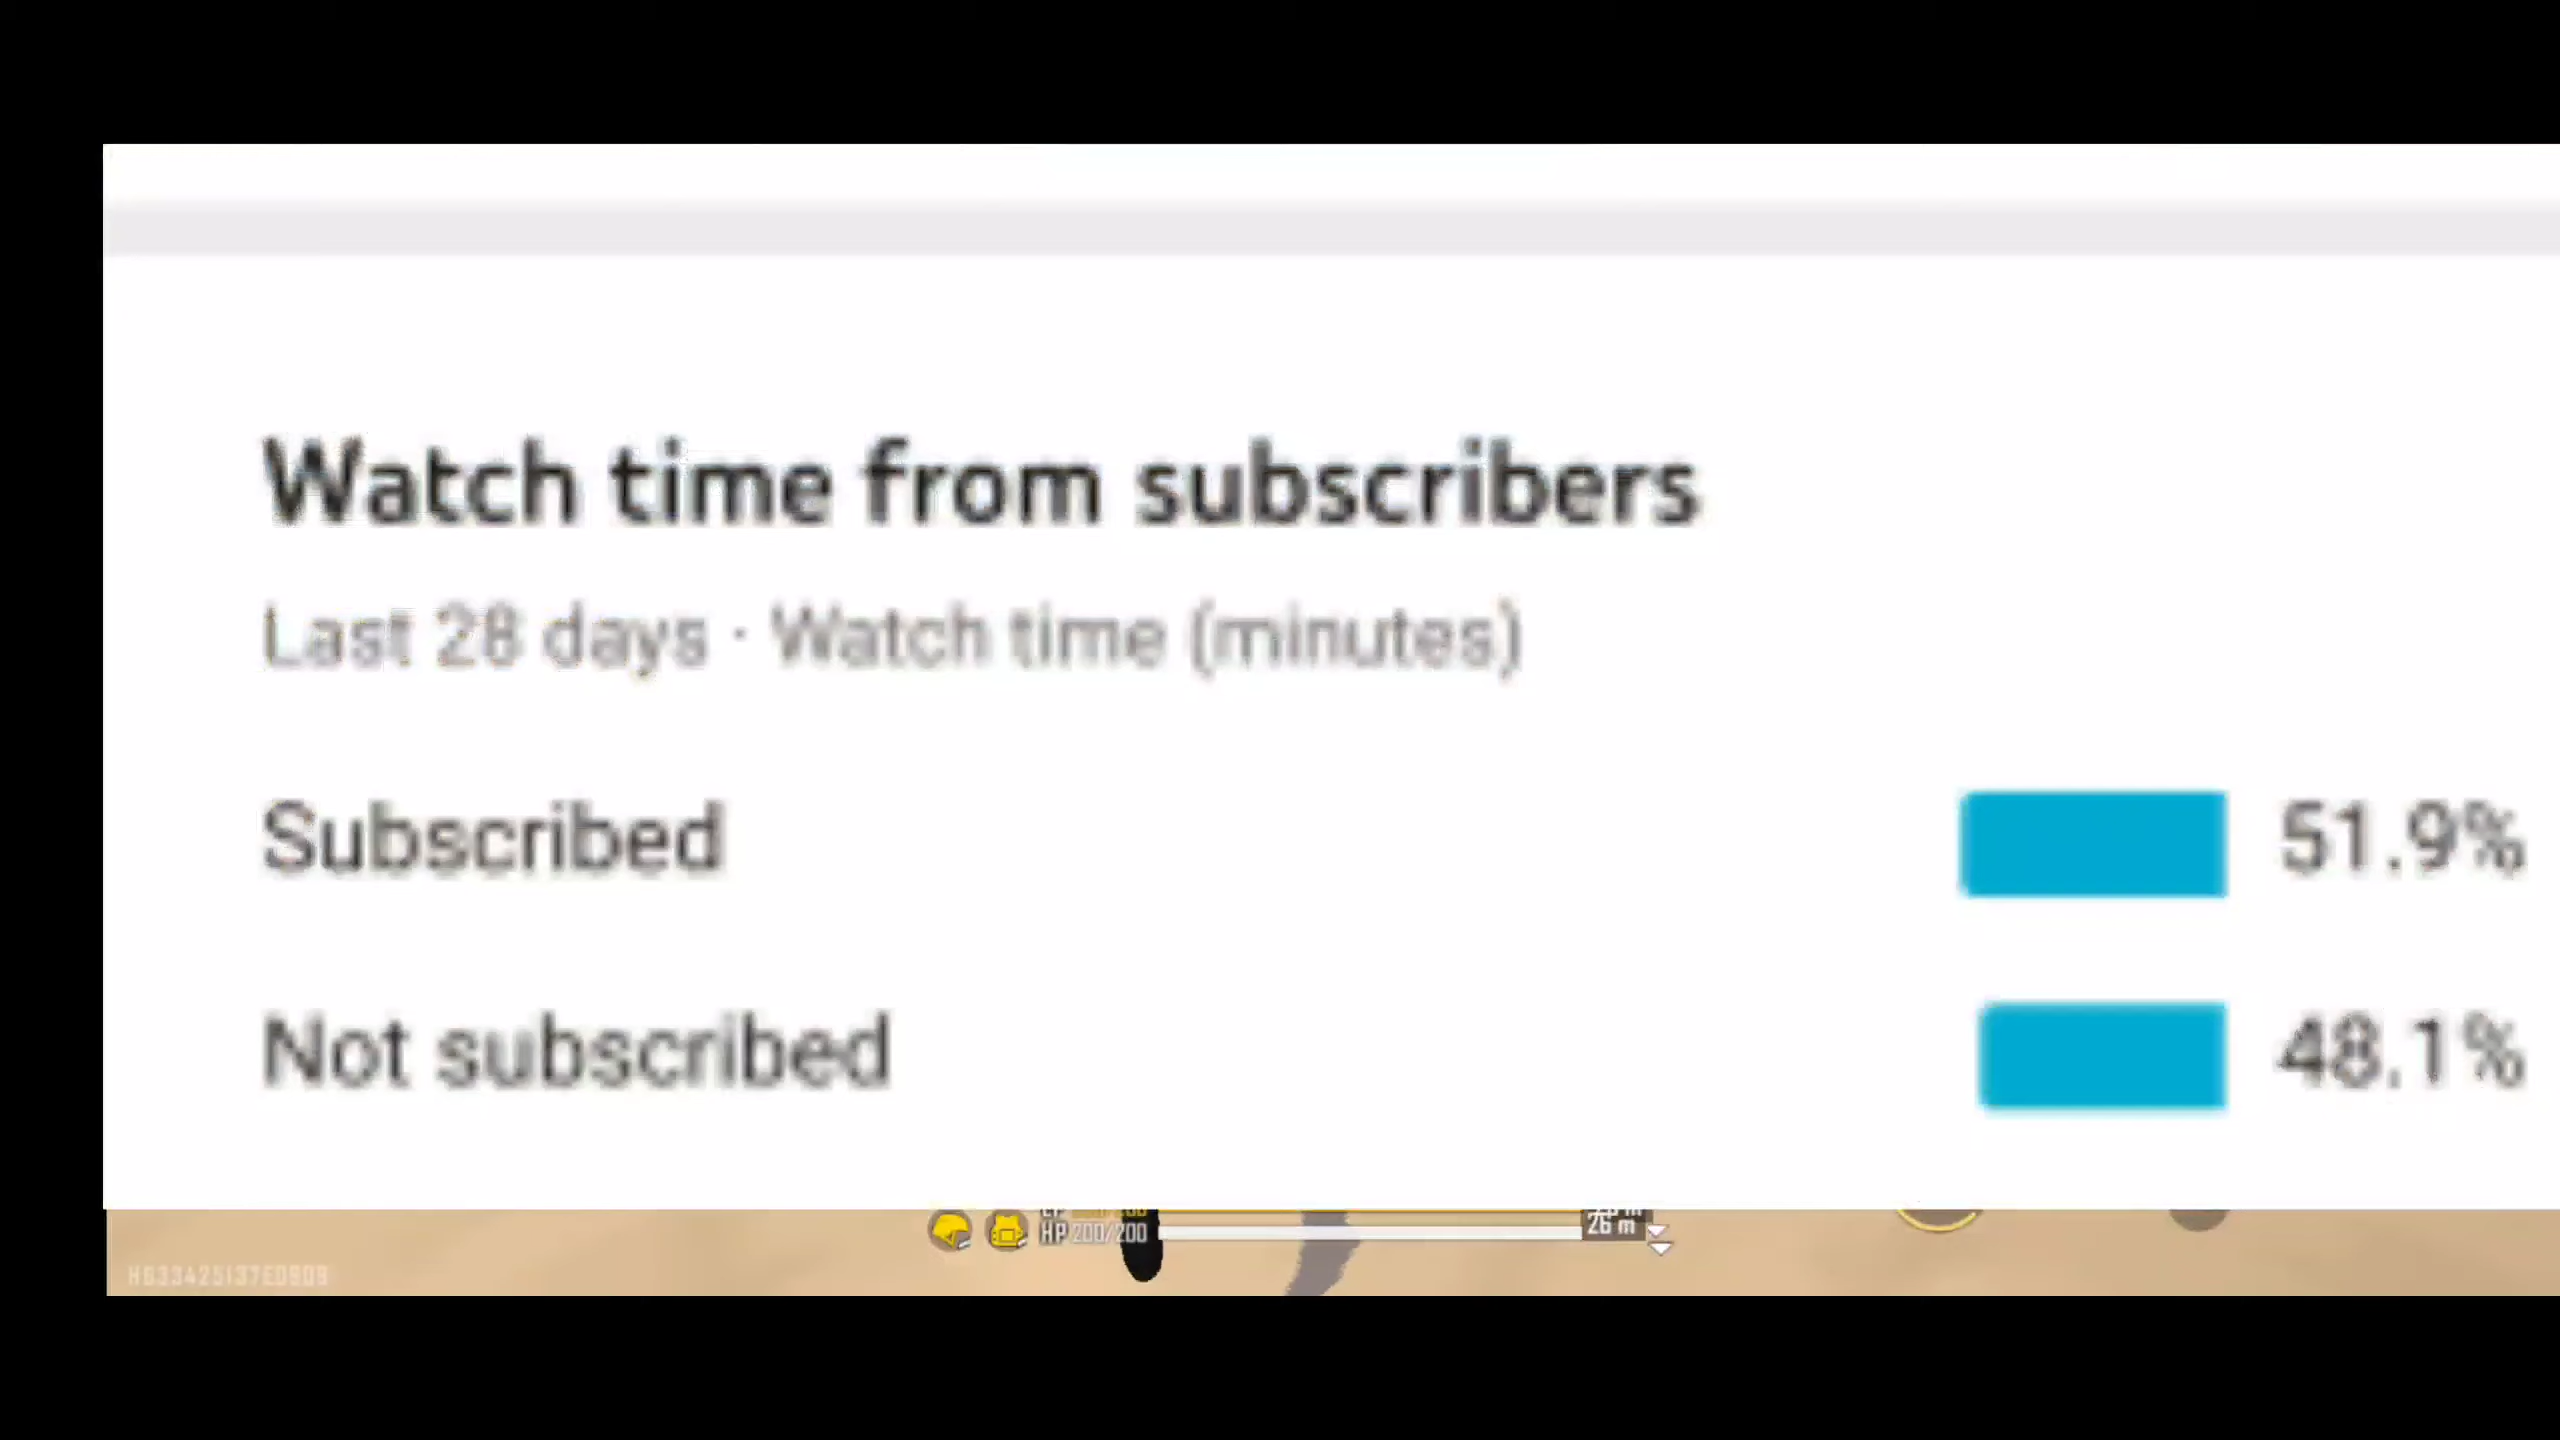 Watch time from subscribers
Last 28 days · Watch time (minutes)
Subscribed 51.9%
Not subscribed 48.1%
HP 200/200
26 m